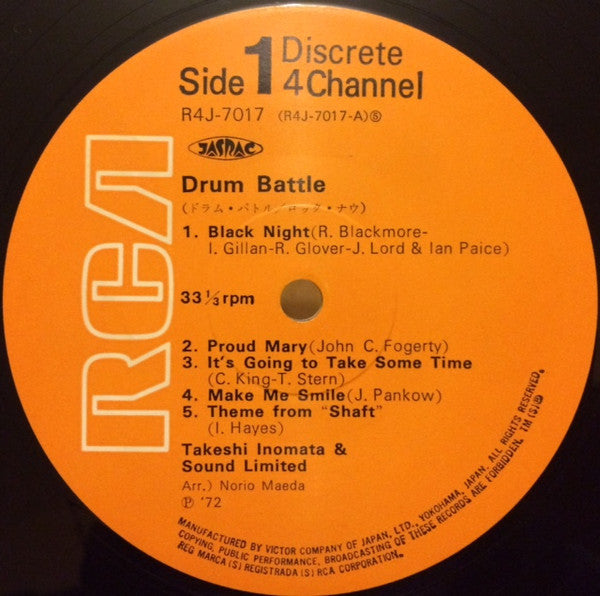 Side 1 Discrete
4 Channel
R4J-7017 (R4J-7017-A)Ⓢ
JASRAC
Drum Battle
(ドラム・バトル/ロック・ナウ)
1. Black Night(R. Blackmore-
I. Gillan-R. Glover-J. Lord & Ian Paice)
33 1/3 rpm
2. Proud Mary(John C. Fogerty)
3. It's Going to Take Some Time
(C. King-T. Stern)
4. Make Me Smile(J. Pankow)
5. Theme from "Shaft"
(I. Hayes)
Takeshi Inomata &
Sound Limited
Arr.) Norio Maeda
Ⓟ '72
RCA
MANUFACTURED BY VICTOR COMPANY OF JAPAN, LTD., YOKOHAMA, JAPAN. ALL RIGHTS RESERVED.
COPYING, PUBLIC PERFORMANCE, BROADCASTING OF THESE RECORDS ARE FORBIDDEN. TM(S)Ⓟ
REG MARCA(S) REGISTRADA(S) RCA CORPORATION.